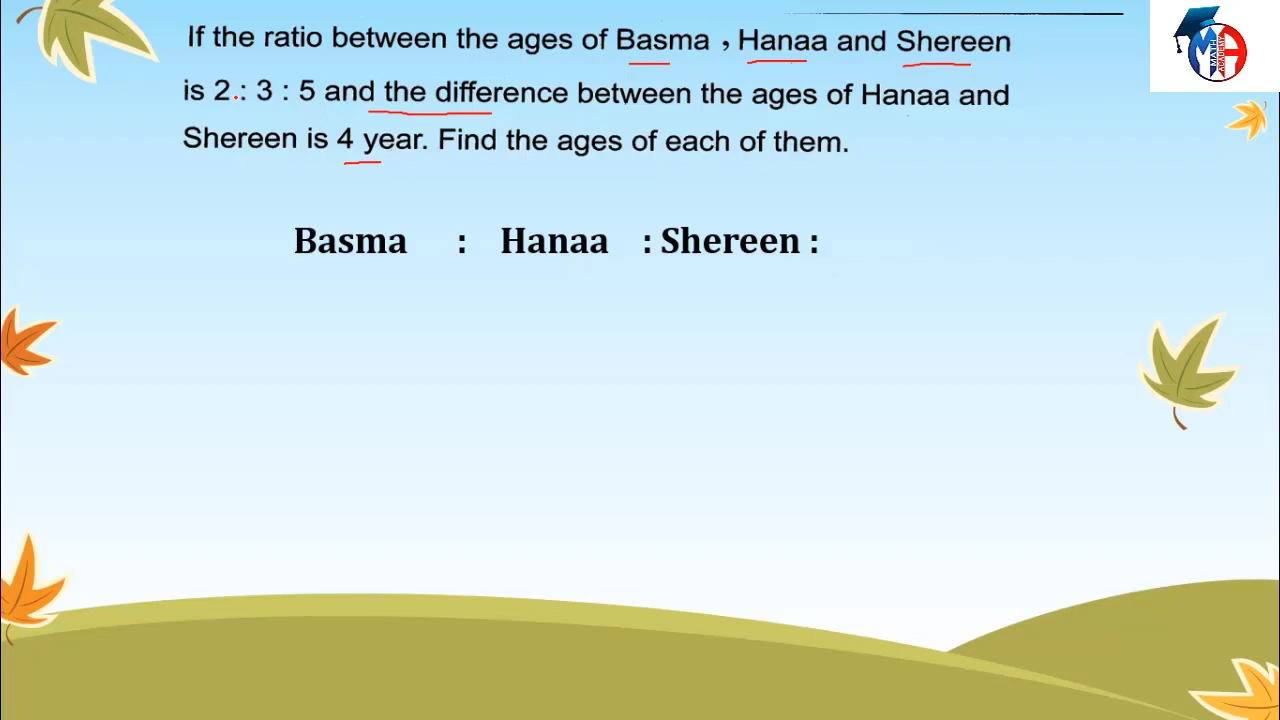 If the ratio between the ages of Basma , Hanaa and Shereen
is 2 : 3 : 5 and the difference between the ages of Hanaa and
Shereen is 4 year. Find the ages of each of them.
Basma : Hanaa : Shereen :
MATH
ACADEMY